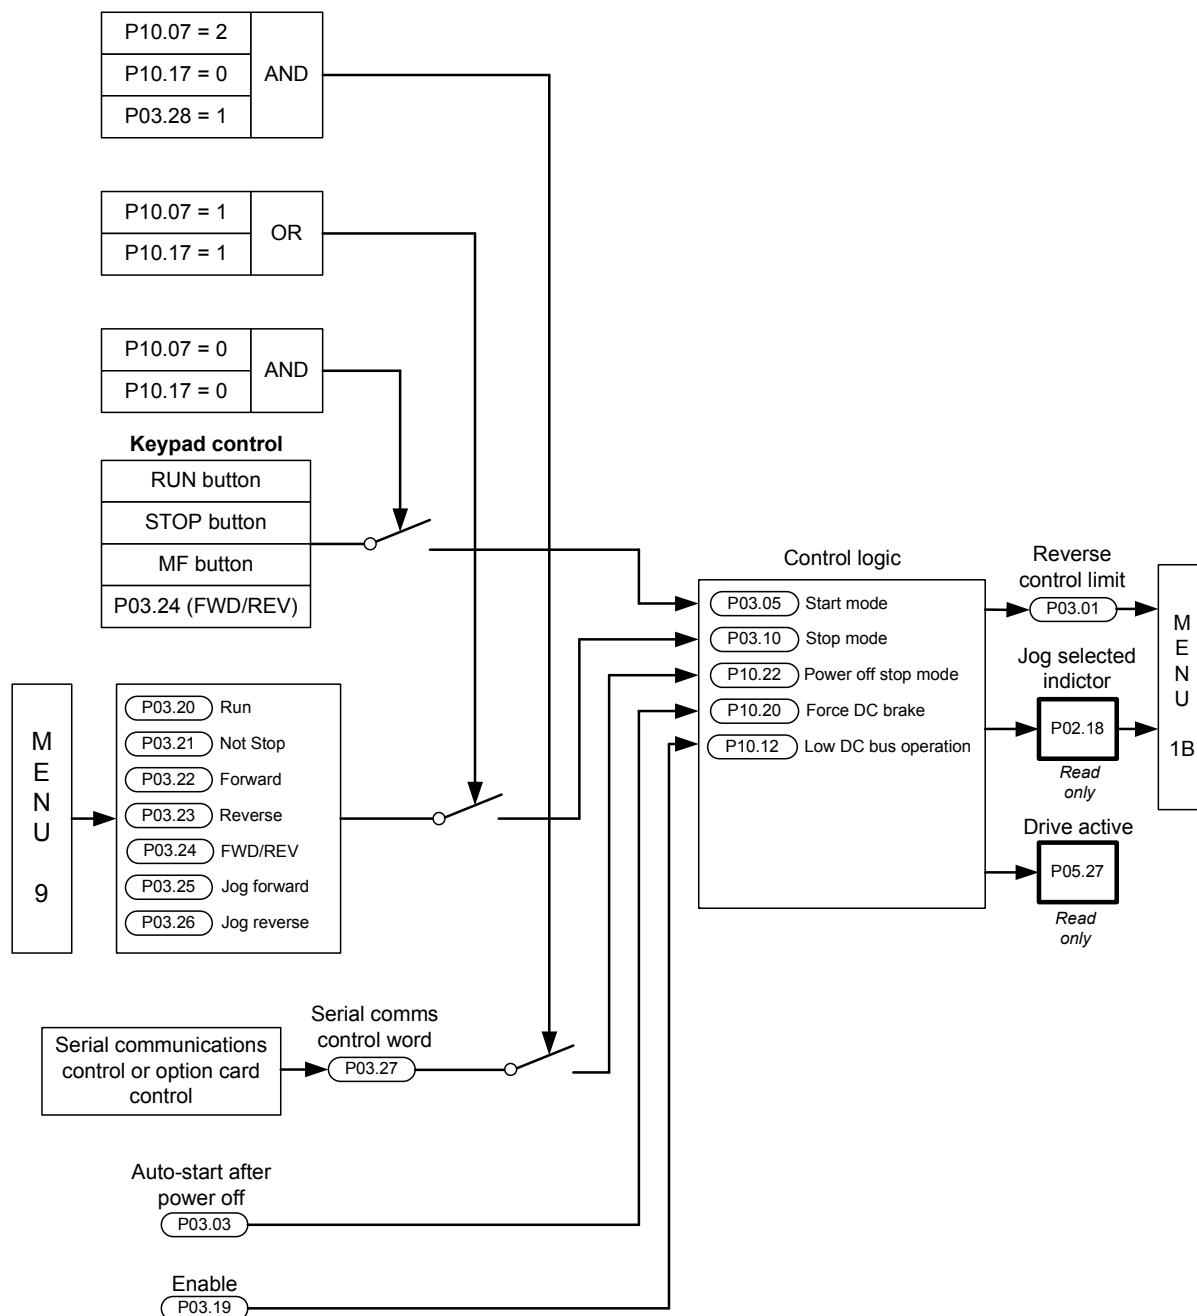 P10.07 = 2
P10.17 = 0
AND
P03.28 = 1
P10.07 = 1
OR
P10.17 = 1
P10.07 = 0
AND
P10.17 = 0
Keypad control
RUN button
STOP button
MF button
P03.24 (FWD/REV)
MENU 9
P03.20 Run
P03.21 Not Stop
P03.22 Forward
P03.23 Reverse
P03.24 FWD/REV
P03.25 Jog forward
P03.26 Jog reverse
Serial communications
control or option card
control
Serial comms
control word
P03.27
Auto-start after
power off
P03.03
Enable
P03.19
Control logic
P03.05 Start mode
P03.10 Stop mode
P10.22 Power off stop mode
P10.20 Force DC brake
P10.12 Low DC bus operation
Reverse
control limit
P03.01
Jog selected
indictor
P02.18
Read
only
Drive active
P05.27
Read
only
MENU 1B